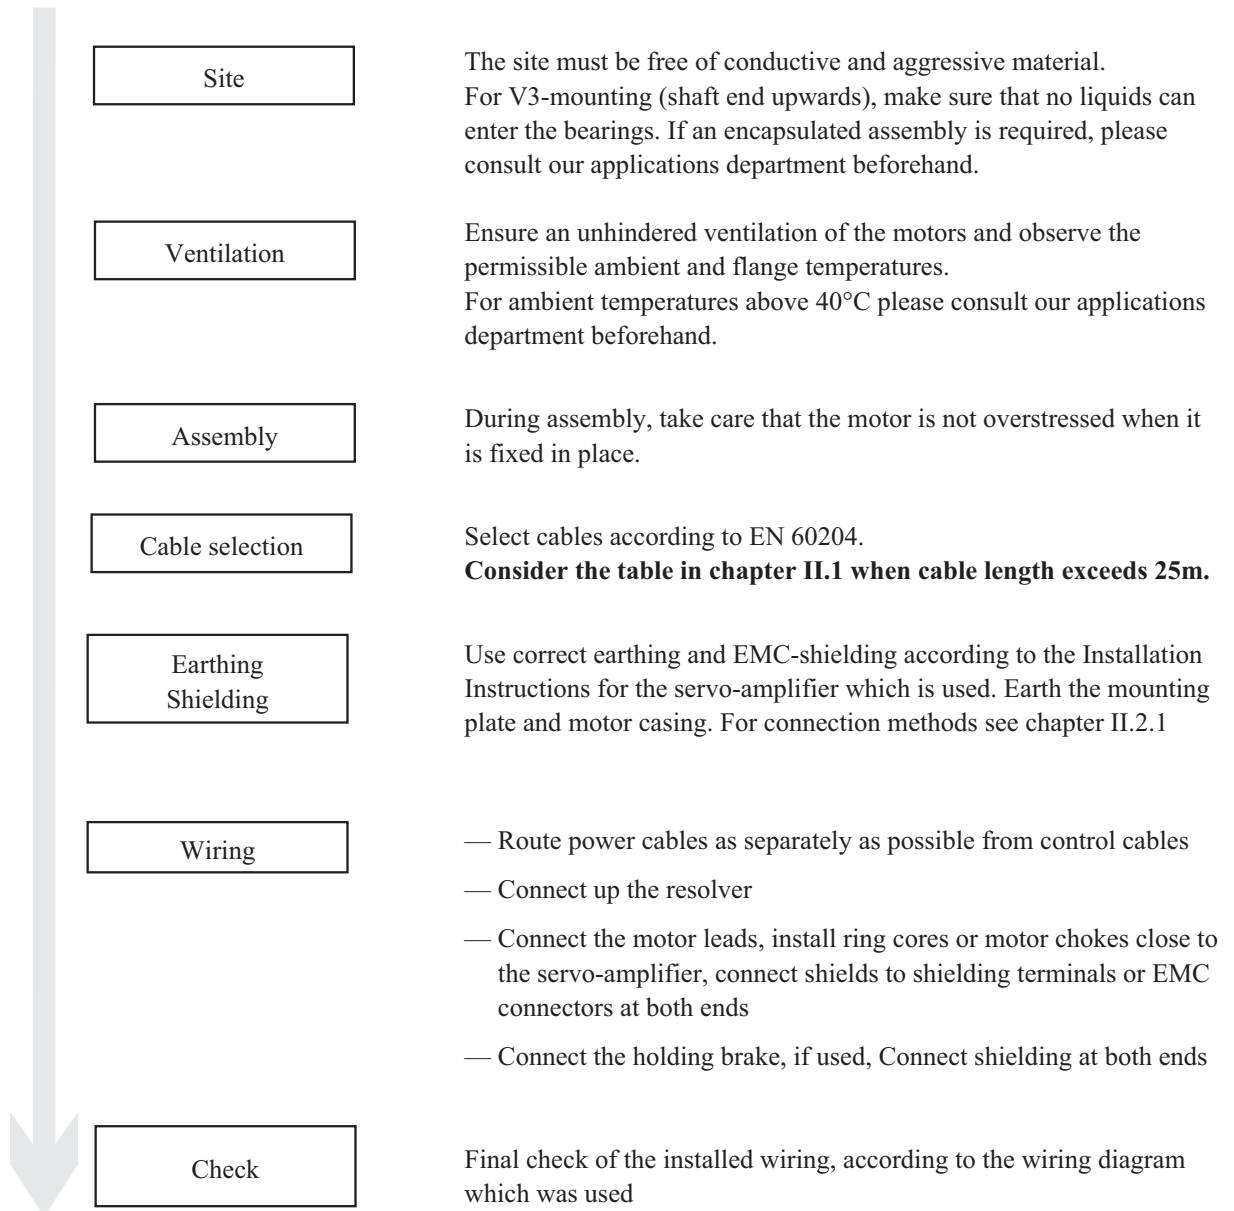 Site
The site must be free of conductive and aggressive material.
For V3-mounting (shaft end upwards), make sure that no liquids can
enter the bearings. If an encapsulated assembly is required, please
consult our applications department beforehand.
Ventilation
Ensure an unhindered ventilation of the motors and observe the
permissible ambient and flange temperatures.
For ambient temperatures above 40°C please consult our applications
department beforehand.
Assembly
During assembly, take care that the motor is not overstressed when it
is fixed in place.
Cable selection
Select cables according to EN 60204.
Consider the table in chapter II.1 when cable length exceeds 25m.
Earthing
Shielding
Use correct earthing and EMC-shielding according to the Installation
Instructions for the servo-amplifier which is used. Earth the mounting
plate and motor casing. For connection methods see chapter II.2.1
Wiring
— Route power cables as separately as possible from control cables
— Connect up the resolver
— Connect the motor leads, install ring cores or motor chokes close to
the servo-amplifier, connect shields to shielding terminals or EMC
connectors at both ends
— Connect the holding brake, if used, Connect shielding at both ends
Check
Final check of the installed wiring, according to the wiring diagram
which was used